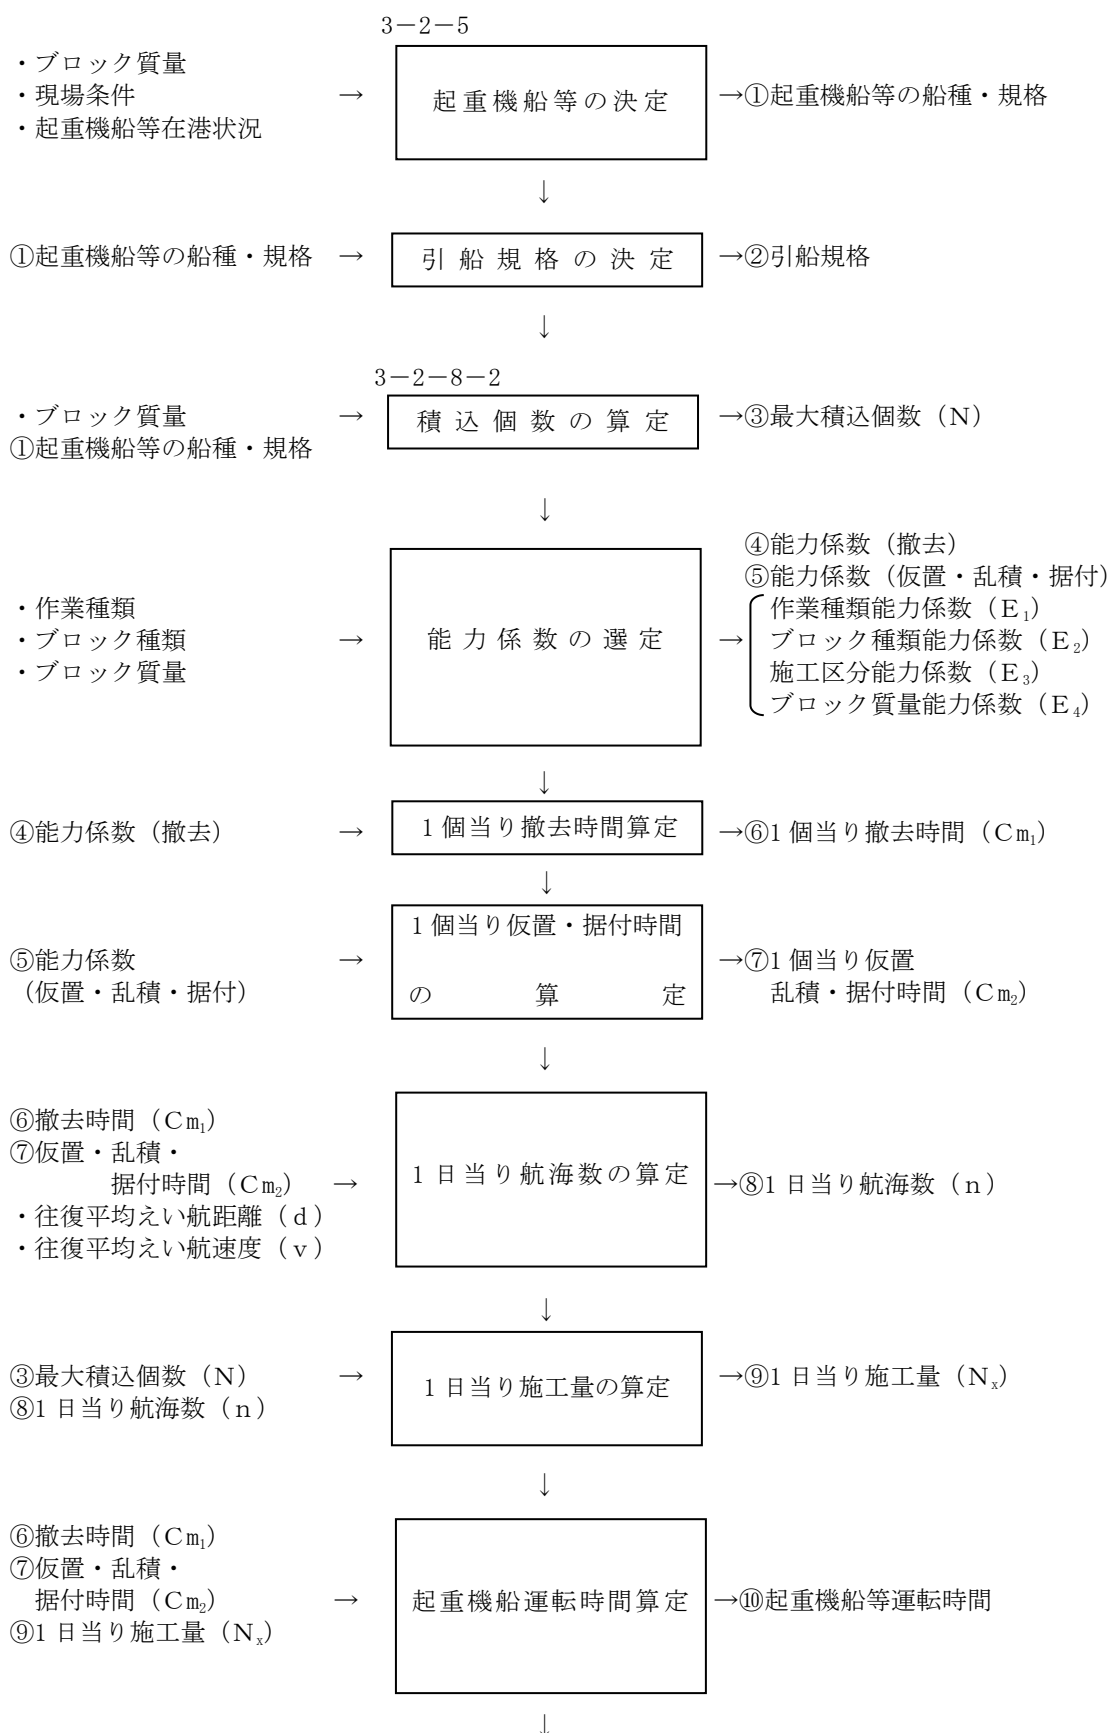 3－2－5
・ブロック質量
・現場条件
・起重機船等在港状況
→
起重機船等の決定
→①起重機船等の船種・規格
↓
①起重機船等の船種・規格 → 引船規格の決定 →②引船規格
↓
3－2－8－2
・ブロック質量 → 積込個数の算定 →③最大積込個数（N）
①起重機船等の船種・規格
↓
・作業種類
・ブロック種類
・ブロック質量
→
能力係数の選定
→
④能力係数（撤去）
⑤能力係数（仮置・乱積・据付）
作業種類能力係数（E₁）
ブロック種類能力係数（E₂）
施工区分能力係数（E₃）
ブロック質量能力係数（E₄）
↓
④能力係数（撤去） → 1個当り撤去時間算定 →⑥1個当り撤去時間（Cm₁）
↓
⑤能力係数
（仮置・乱積・据付）
→
1個当り仮置・据付時間
の算定
→⑦1個当り仮置
乱積・据付時間（Cm₂）
↓
⑥撤去時間（Cm₁）
⑦仮置・乱積・
据付時間（Cm₂）
・往復平均えい航距離（d）
・往復平均えい航速度（v）
→
1日当り航海数の算定
→⑧1日当り航海数（n）
↓
③最大積込個数（N）
⑧1日当り航海数（n）
→
1日当り施工量の算定
→⑨1日当り施工量（Nₓ）
↓
⑥撤去時間（Cm₁）
⑦仮置・乱積・
据付時間（Cm₂）
⑨1日当り施工量（Nₓ）
→
起重機船運転時間算定
→⑩起重機船等運転時間
↓